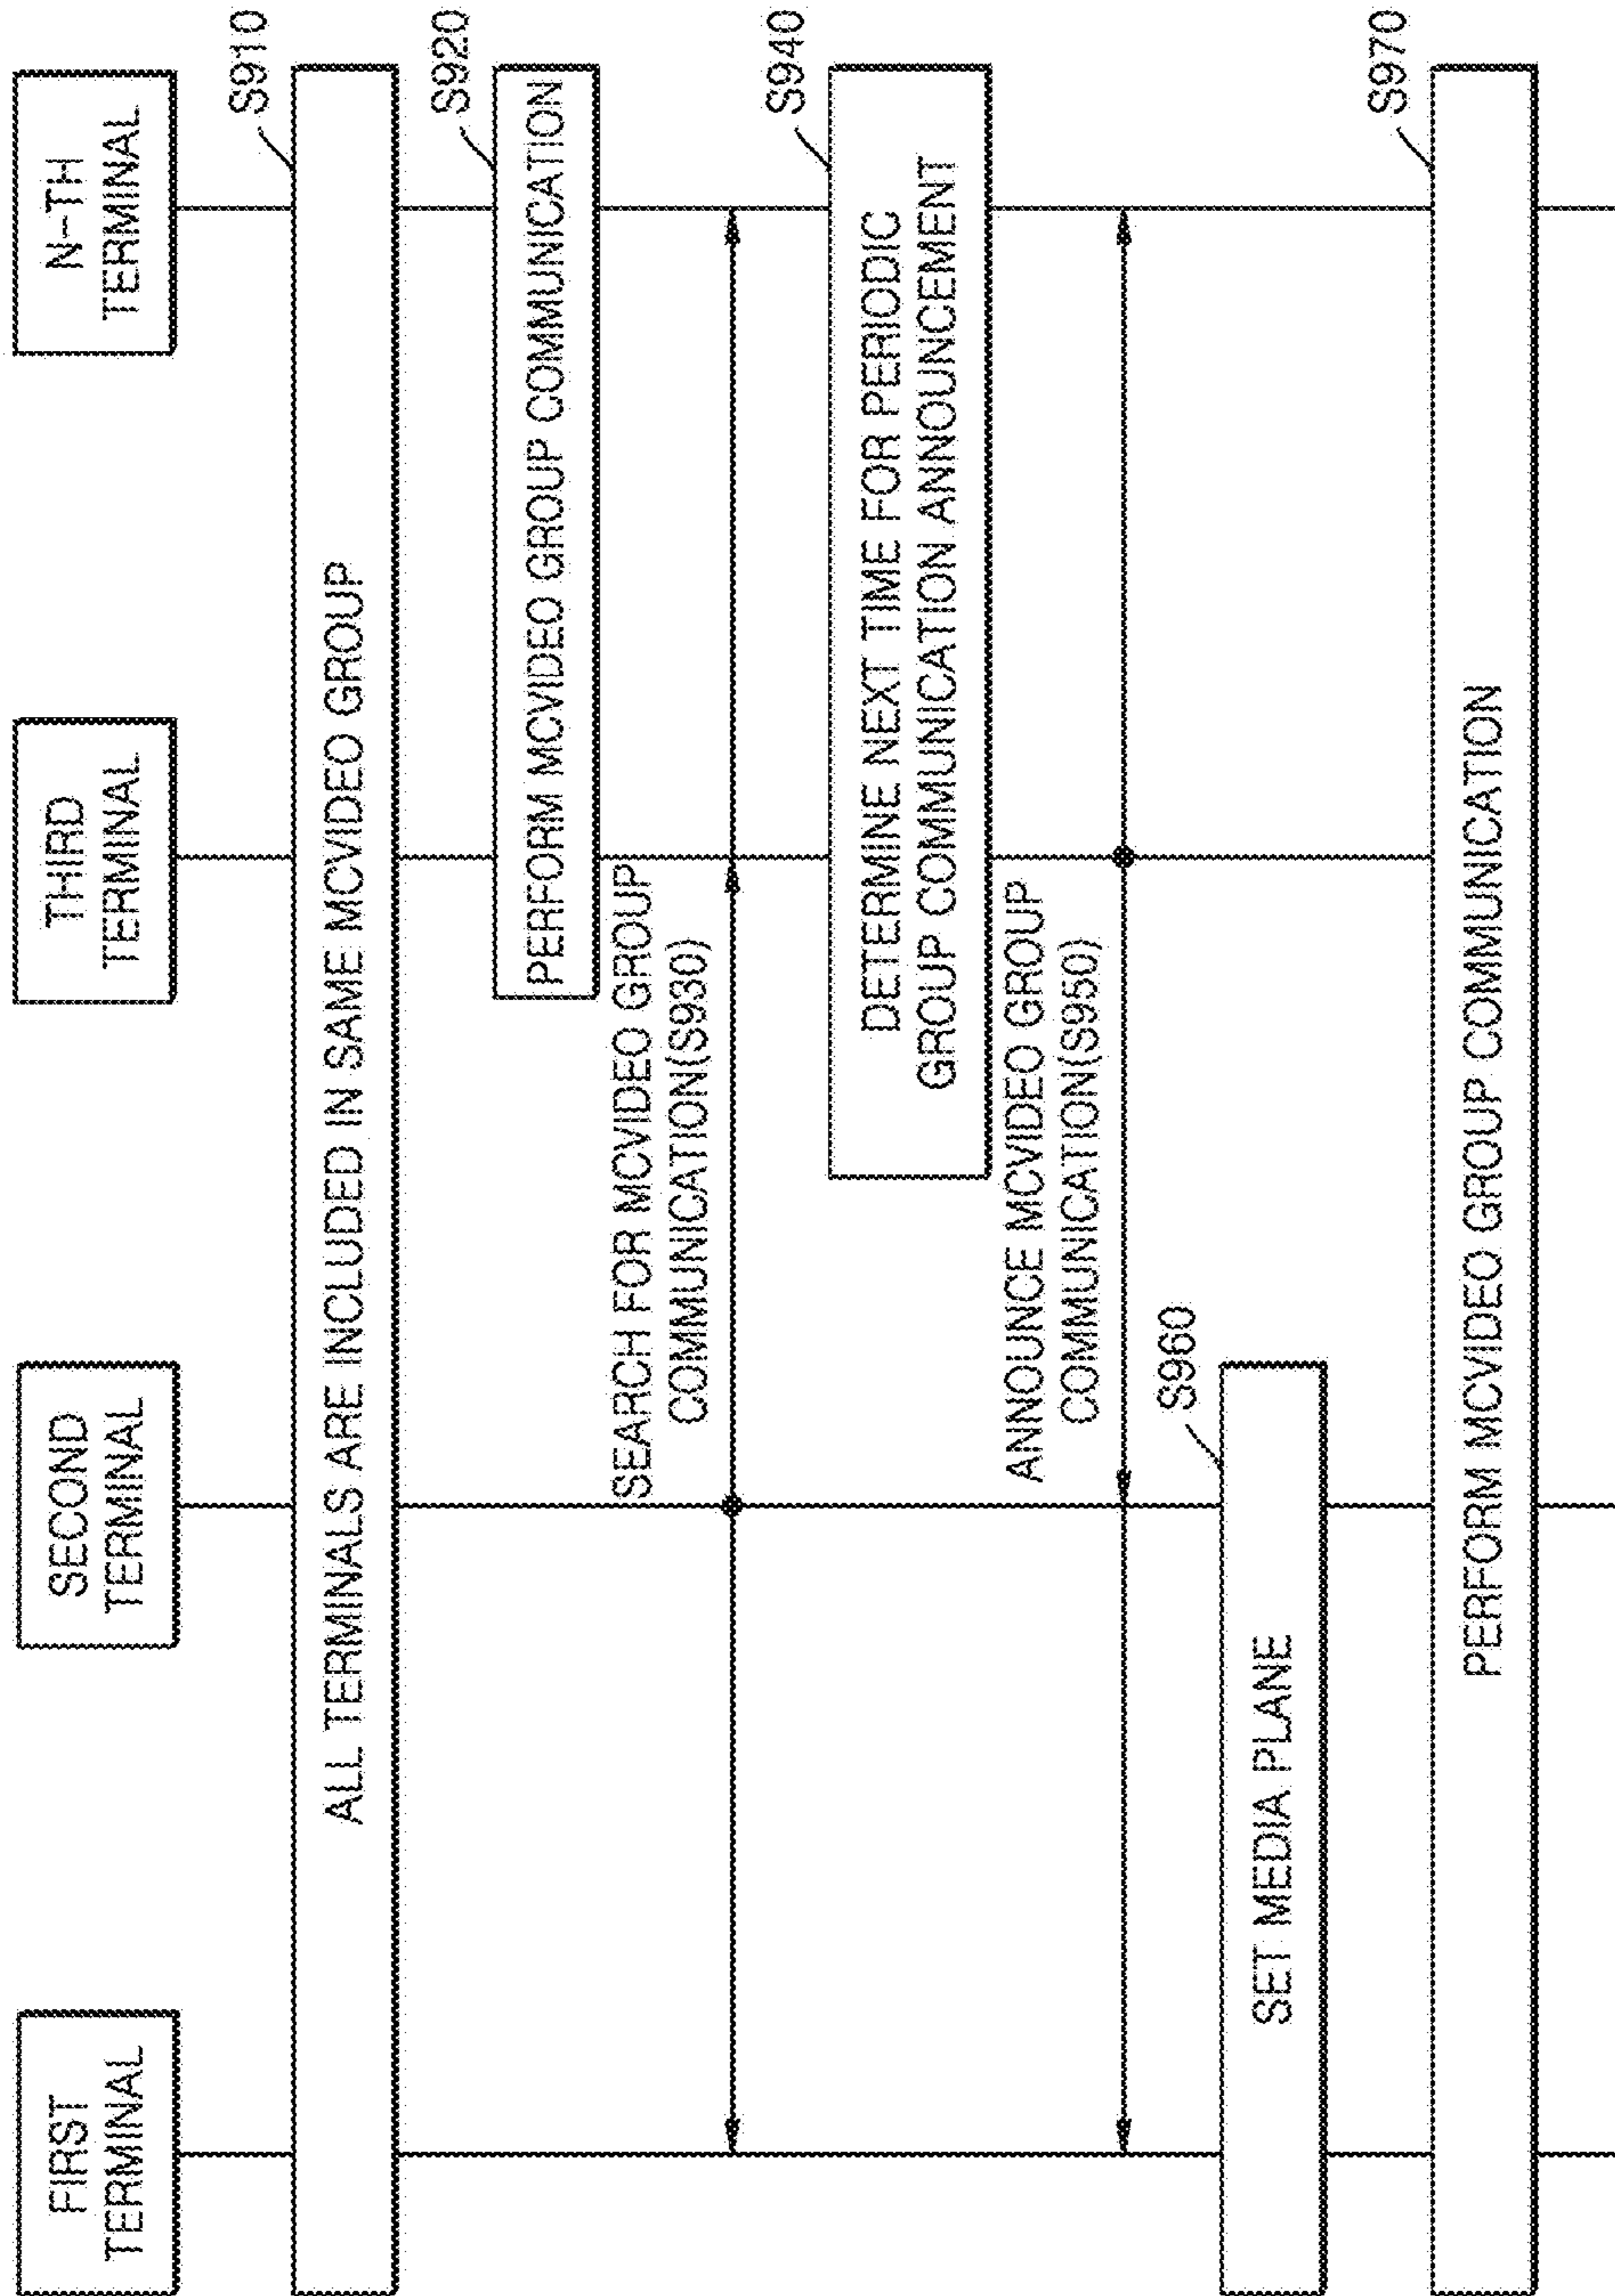 FIRST
TERMINAL
SECOND
TERMINAL
THIRD
TERMINAL
N-TH
TERMINAL
S910
ALL TERMINALS ARE INCLUDED IN SAME MCVIDEO GROUP
S920
PERFORM MCVIDEO GROUP COMMUNICATION
SEARCH FOR MCVIDEO GROUP
COMMUNICATION(S930)
S940
DETERMINE NEXT TIME FOR PERIODIC
GROUP COMMUNICATION ANNOUNCEMENT
ANNOUNCE MCVIDEO GROUP
COMMUNICATION(S950)
S960
SET MEDIA PLANE
S970
PERFORM MCVIDEO GROUP COMMUNICATION